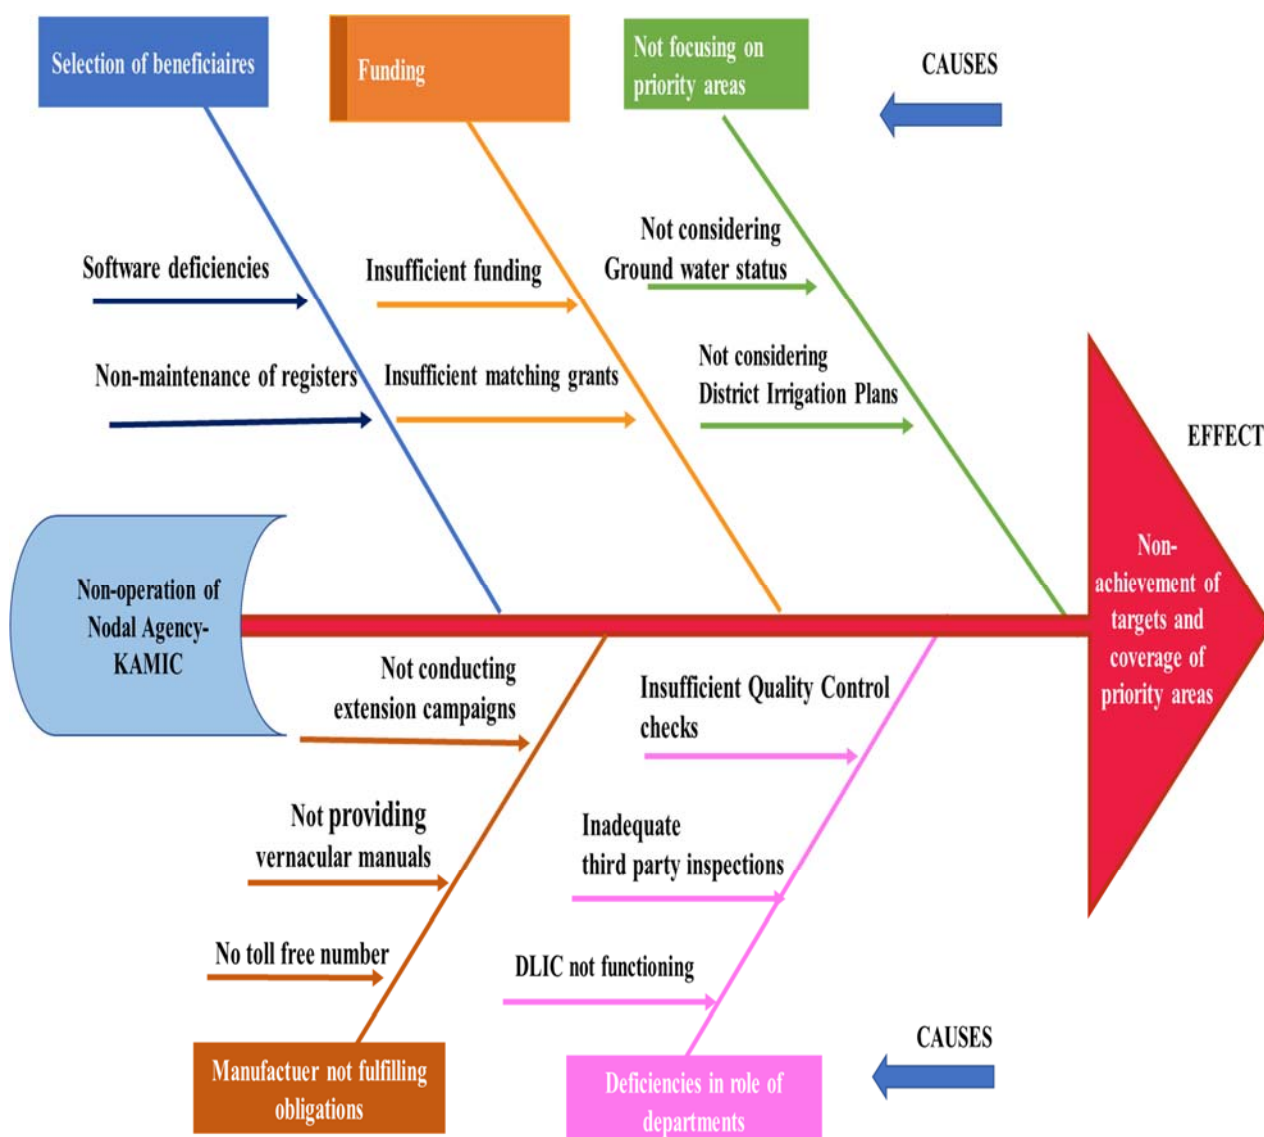 Selection of beneficiaires
Funding
Not focusing on
priority areas
CAUSES
Software deficiencies
Non-maintenance of registers
Insufficient funding
Insufficient matching grants
Not considering
Ground water status
Not considering
District Irrigation Plans
EFFECT
Non-operation of
Nodal Agency-
KAMIC
Non-
achievement of
targets and
coverage of
priority areas
Not conducting
extension campaigns
Not providing
vernacular manuals
No toll free number
Insufficient Quality Control
checks
Inadequate
third party inspections
DLIC not functioning
Manufactuer not fulfilling
obligations
Deficiencies in role of
departments
CAUSES